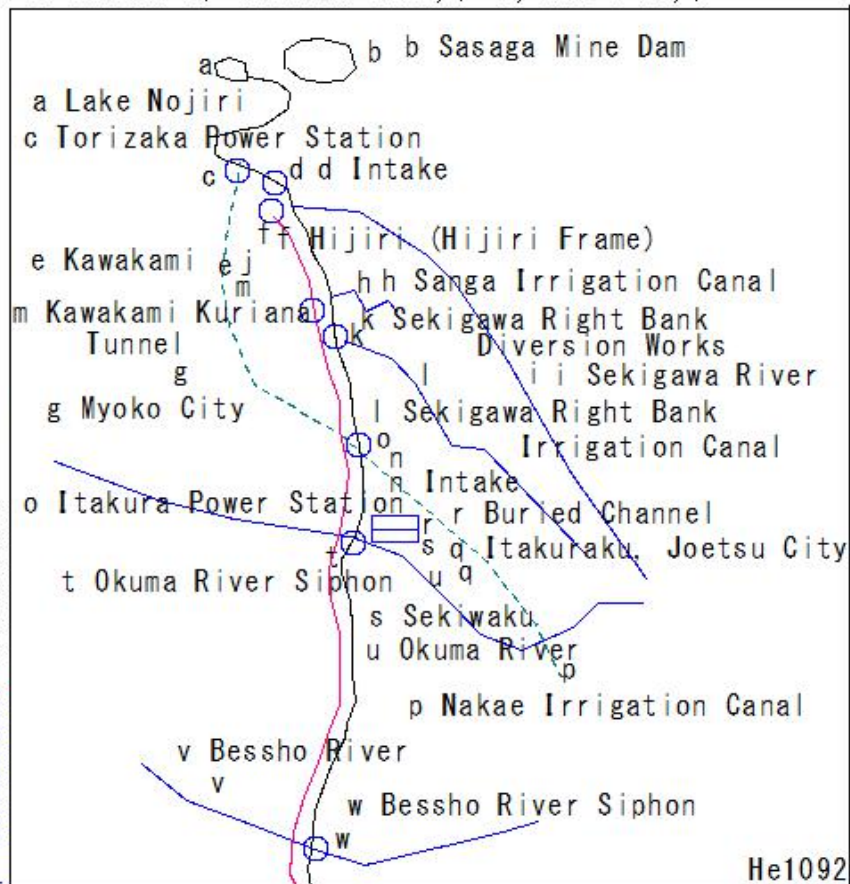 a
b
b Sasaga Mine Dam
a Lake Nojiri
c Torizaka Power Station
c
d
d Intake
f
f Hijiri (Hijiri Frame)
e Kawakami
e
j
m
h
h Sanga Irrigation Canal
m Kawakami Kuriana
Tunnel
k
k Sekigawa Right Bank
Diversion Works
g
l
i
i Sekigawa River
g Myoko City
l Sekigawa Right Bank
Irrigation Canal
o
n
n Intake
o Itakura Power Station
r
r Buried Channel
s
q Itakuraku, Joetsu City
t
u
q
t Okuma River Siphon
s Sekiwaku
u Okuma River
p
p Nakae Irrigation Canal
v Bessho River
v
w Bessho River Siphon
w
He1092